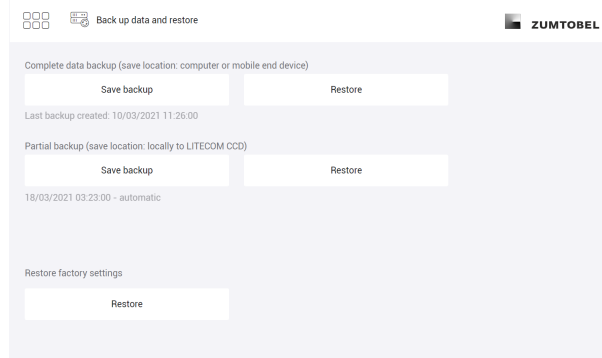 Back up data and restore
ZUMTOBEL
Complete data backup (save location: computer or mobile end device)
Save backup
Restore
Last backup created: 10/03/2021 11:26:00
Partial backup (save location: locally to LITECOM CCD)
Save backup
Restore
18/03/2021 03:23:00 - automatic
Restore factory settings
Restore